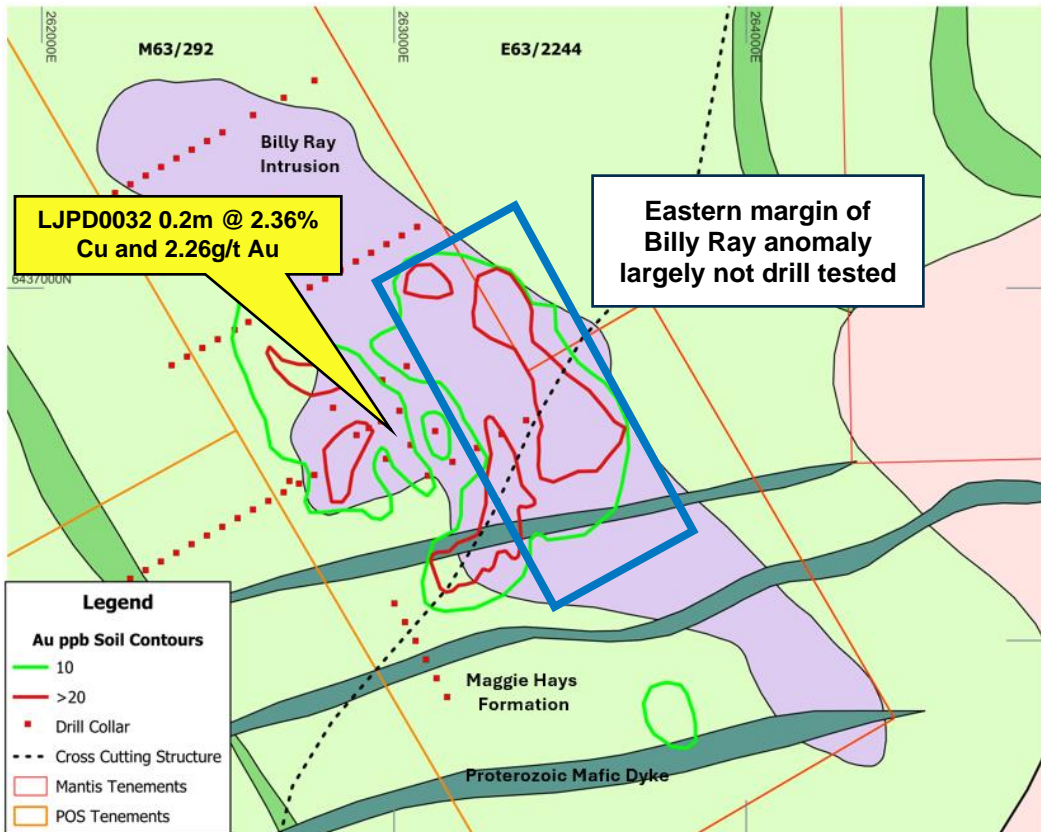 262000E
263000E
264000E
M63/292
E63/2244
Billy Ray
Intrusion
LJPD0032 0.2m @ 2.36%
Cu and 2.26g/t Au
Eastern margin of
Billy Ray anomaly
largely not drill tested
6437000N
Legend
Au ppb Soil Contours
10
>20
Drill Collar
Cross Cutting Structure
Mantis Tenements
POS Tenements
Maggie Hays
Formation
Proterozoic Mafic Dyke